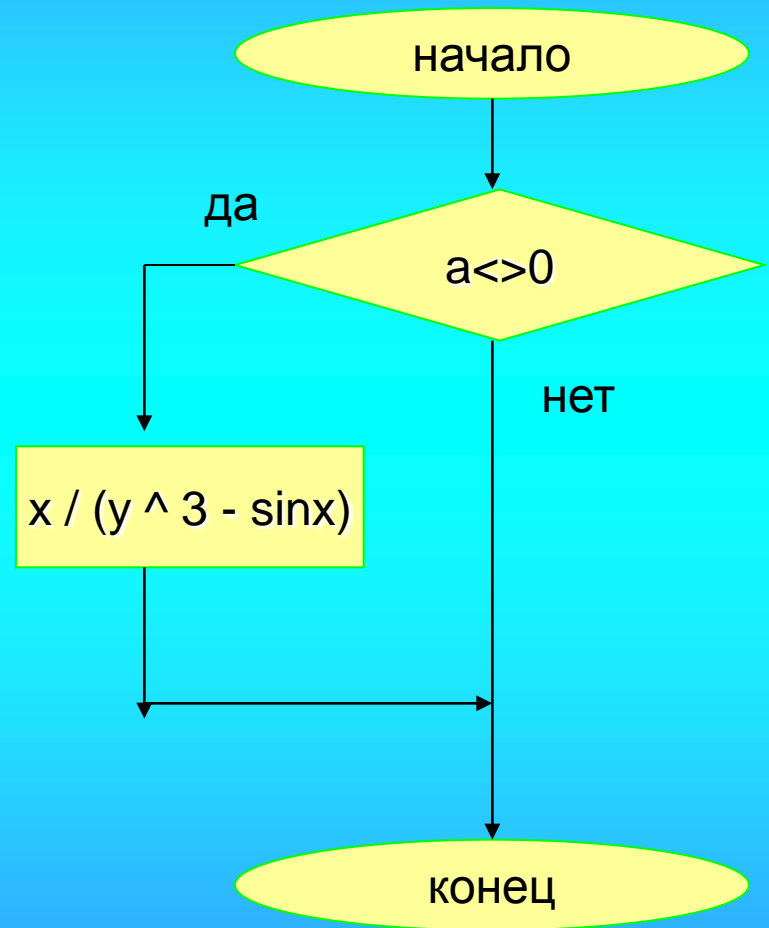 начало
да
a<>0
нет
x / (y ^ 3 - sinx)
конец